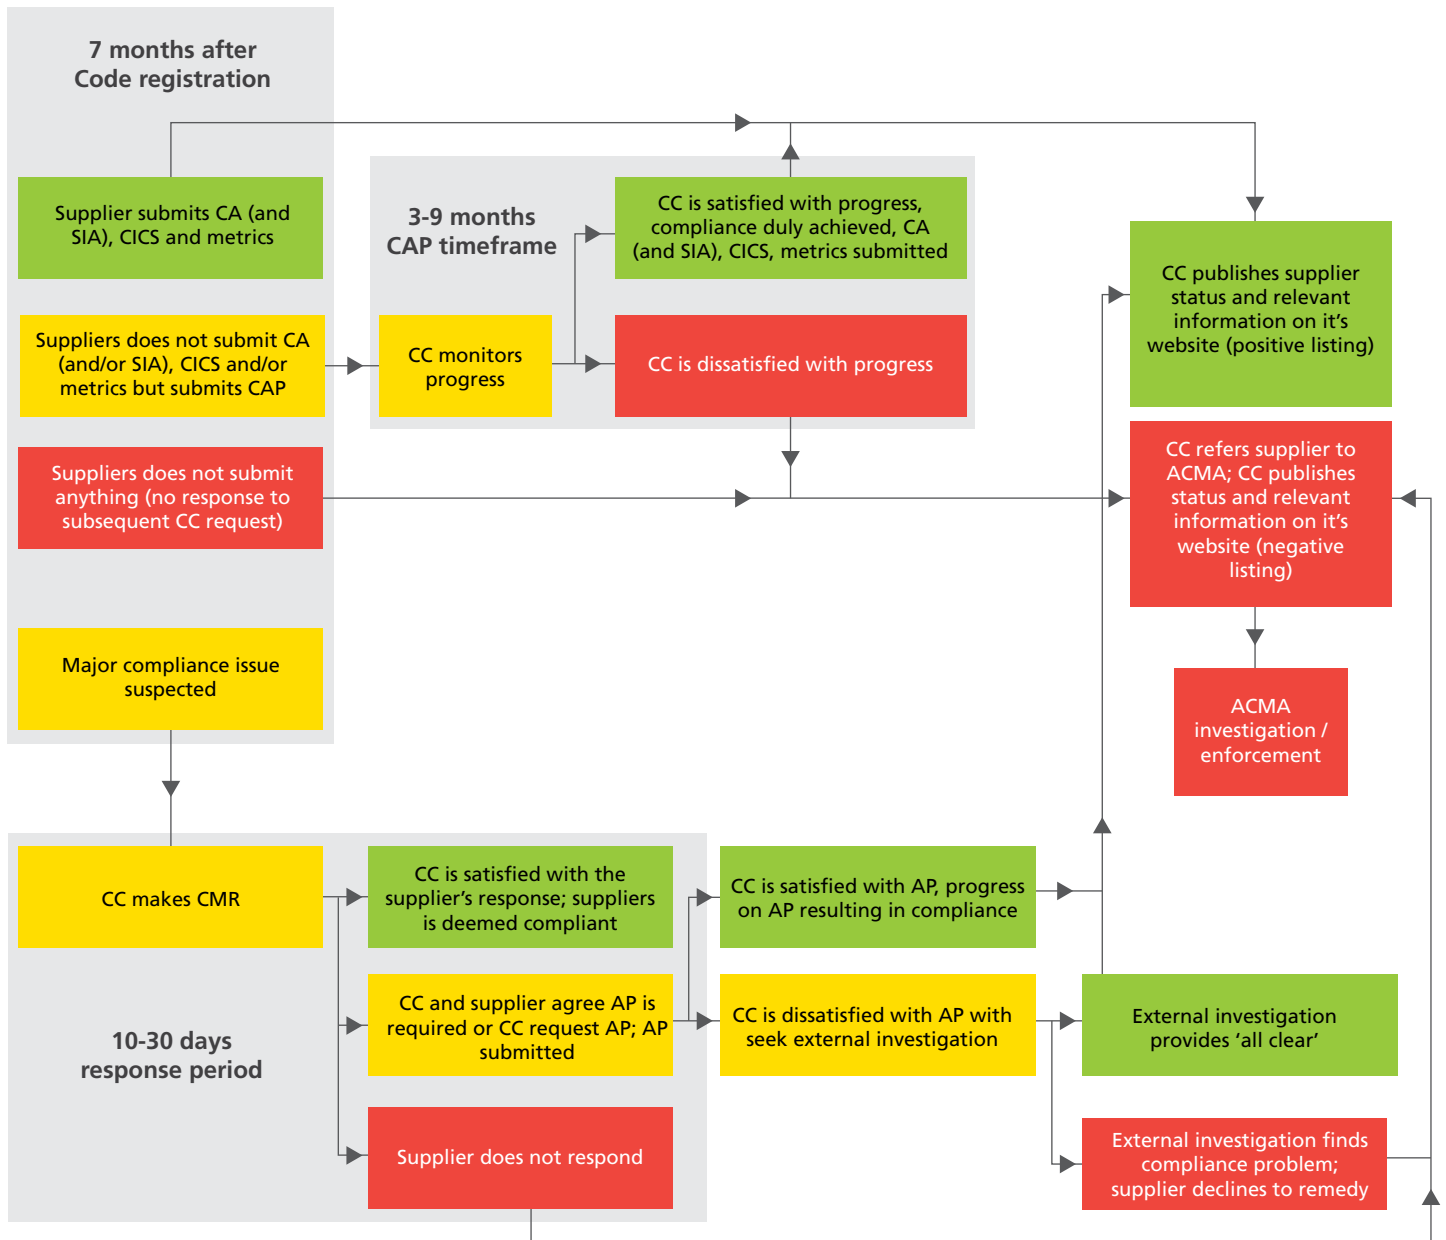 7 months after
Code registration
Supplier submits CA (and
SIA), CICS and metrics
Suppliers does not submit CA
(and/or SIA), CICS and/or
metrics but submits CAP
Suppliers does not submit
anything (no response to
subsequent CC request)
Major compliance issue
suspected
3-9 months
CAP timeframe
CC monitors
progress
CC is satisfied with progress,
compliance duly achieved, CA
(and SIA), CICS, metrics submitted
CC is dissatisfied with progress
CC publishes supplier
status and relevant
information on it's
website (positive listing)
CC refers supplier to
ACMA; CC publishes
status and relevant
information on it's
website (negative
listing)
ACMA
investigation /
enforcement
CC makes CMR
10-30 days
response period
CC is satisfied with the
supplier's response; suppliers
is deemed compliant
CC and supplier agree AP is
required or CC request AP; AP
submitted
Supplier does not respond
CC is satisfied with AP, progress
on AP resulting in compliance
CC is dissatisfied with AP with
seek external investigation
External investigation
provides ‘all clear’
External investigation finds
compliance problem;
supplier declines to remedy